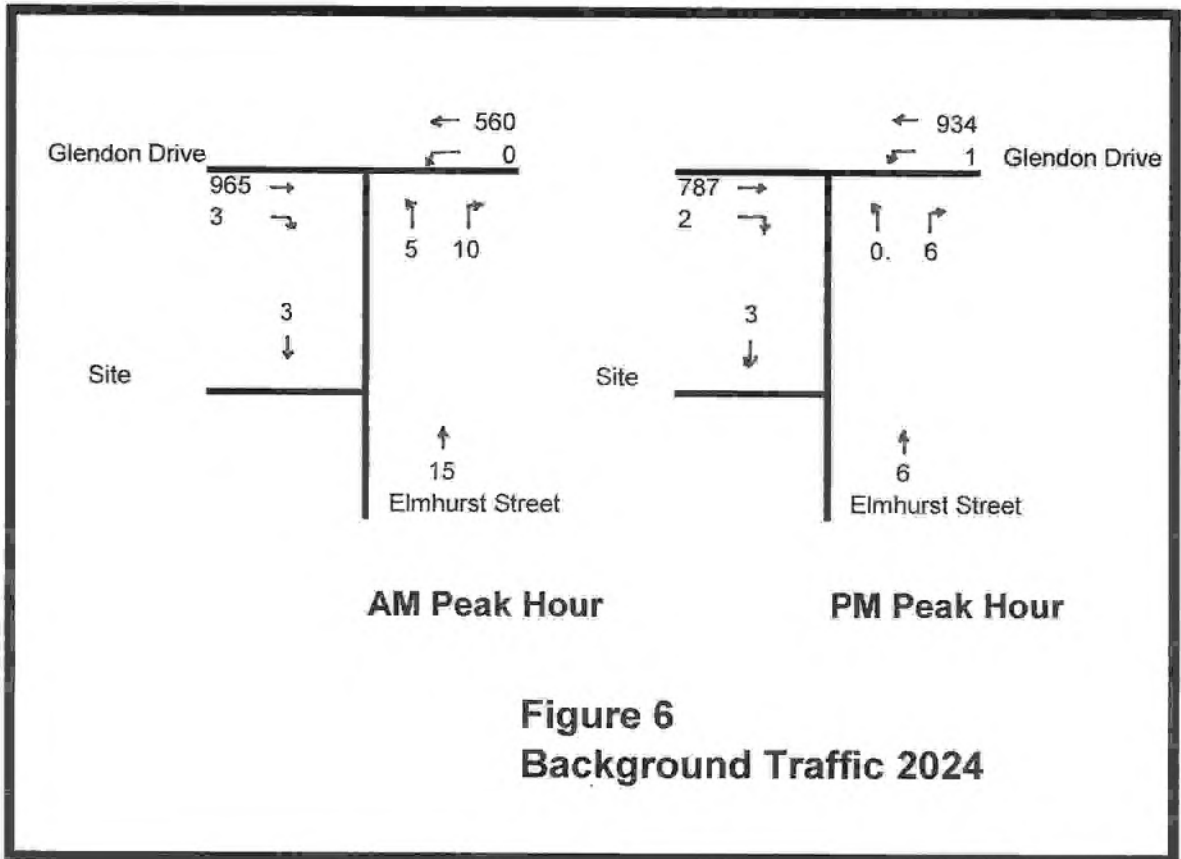 560
0
Glendon Drive
965
3
5 10
3
Site
15
Elmhurst Street
AM Peak Hour
934
1
Glendon Drive
787
2
0. 6
3
Site
6
Elmhurst Street
PM Peak Hour
Figure 6
Background Traffic 2024